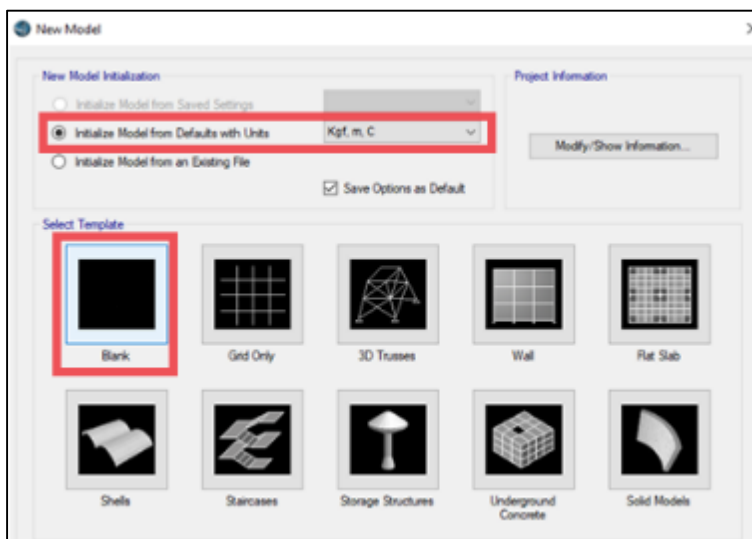 New Model
New Model Initialization
Project Information
Initialize Model from Saved Settings
Initialize Model from Defaults with Units
Kgf, m, C
Initialize Model from an Existing File
Modify/Show Information...
Save Options as Default
Select Template
Blank
Grid Only
3D Trusses
Wall
Flat Slab
Shells
Staircases
Storage Structures
Underground
Concrete
Solid Models